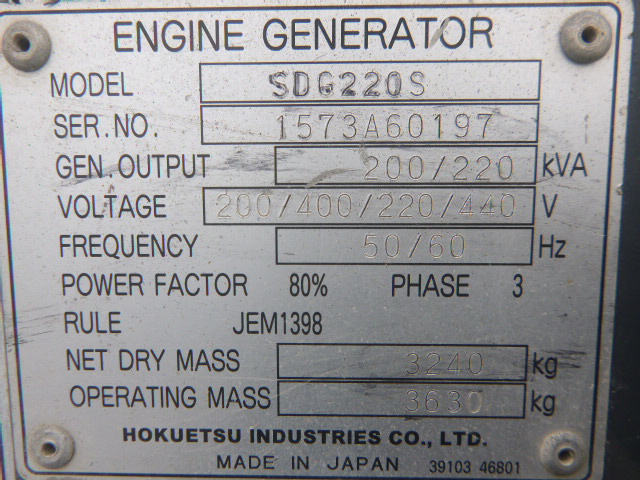 ENGINE GENERATOR
MODEL SDG220S
SER.NO. 1573A60197
GEN.OUTPUT 200/220 kVA
VOLTAGE 200/400/220/440 V
FREQUENCY 50/60 Hz
POWER FACTOR 80% PHASE 3
RULE JEM1398
NET DRY MASS 3240 kg
OPERATING MASS 3630 kg
HOKUETSU INDUSTRIES CO., LTD.
MADE IN JAPAN 39103 46801